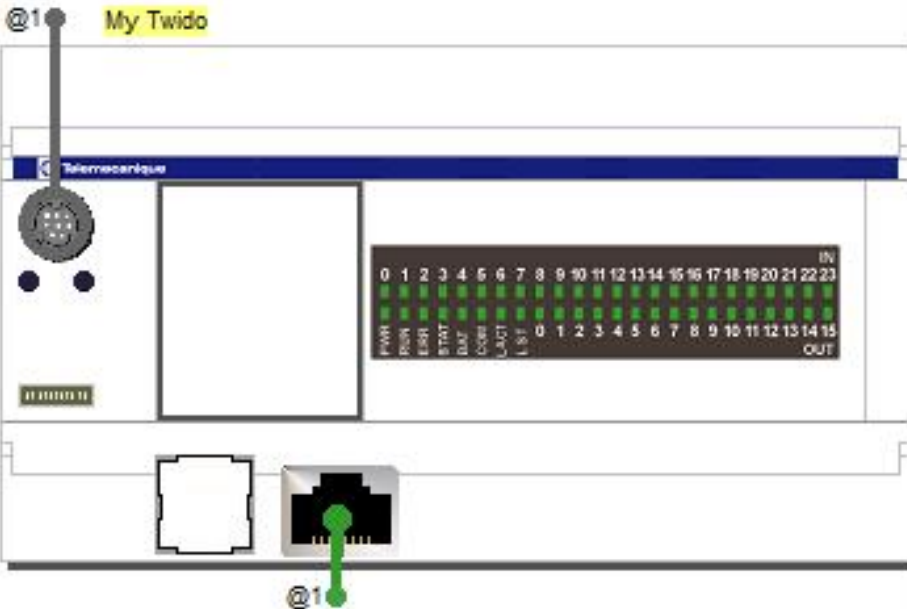 @1 My Twido
Telemecanique
IN
0 1 2 3 4 5 6 7 8 9 10 11 12 13 14 15 16 17 18 19 20 21 22 23
PWR RUN ERR STAT BAT COM L ACT L ST 0 1 2 3 4 5 6 7 8 9 10 11 12 13 14 15
OUT
@1